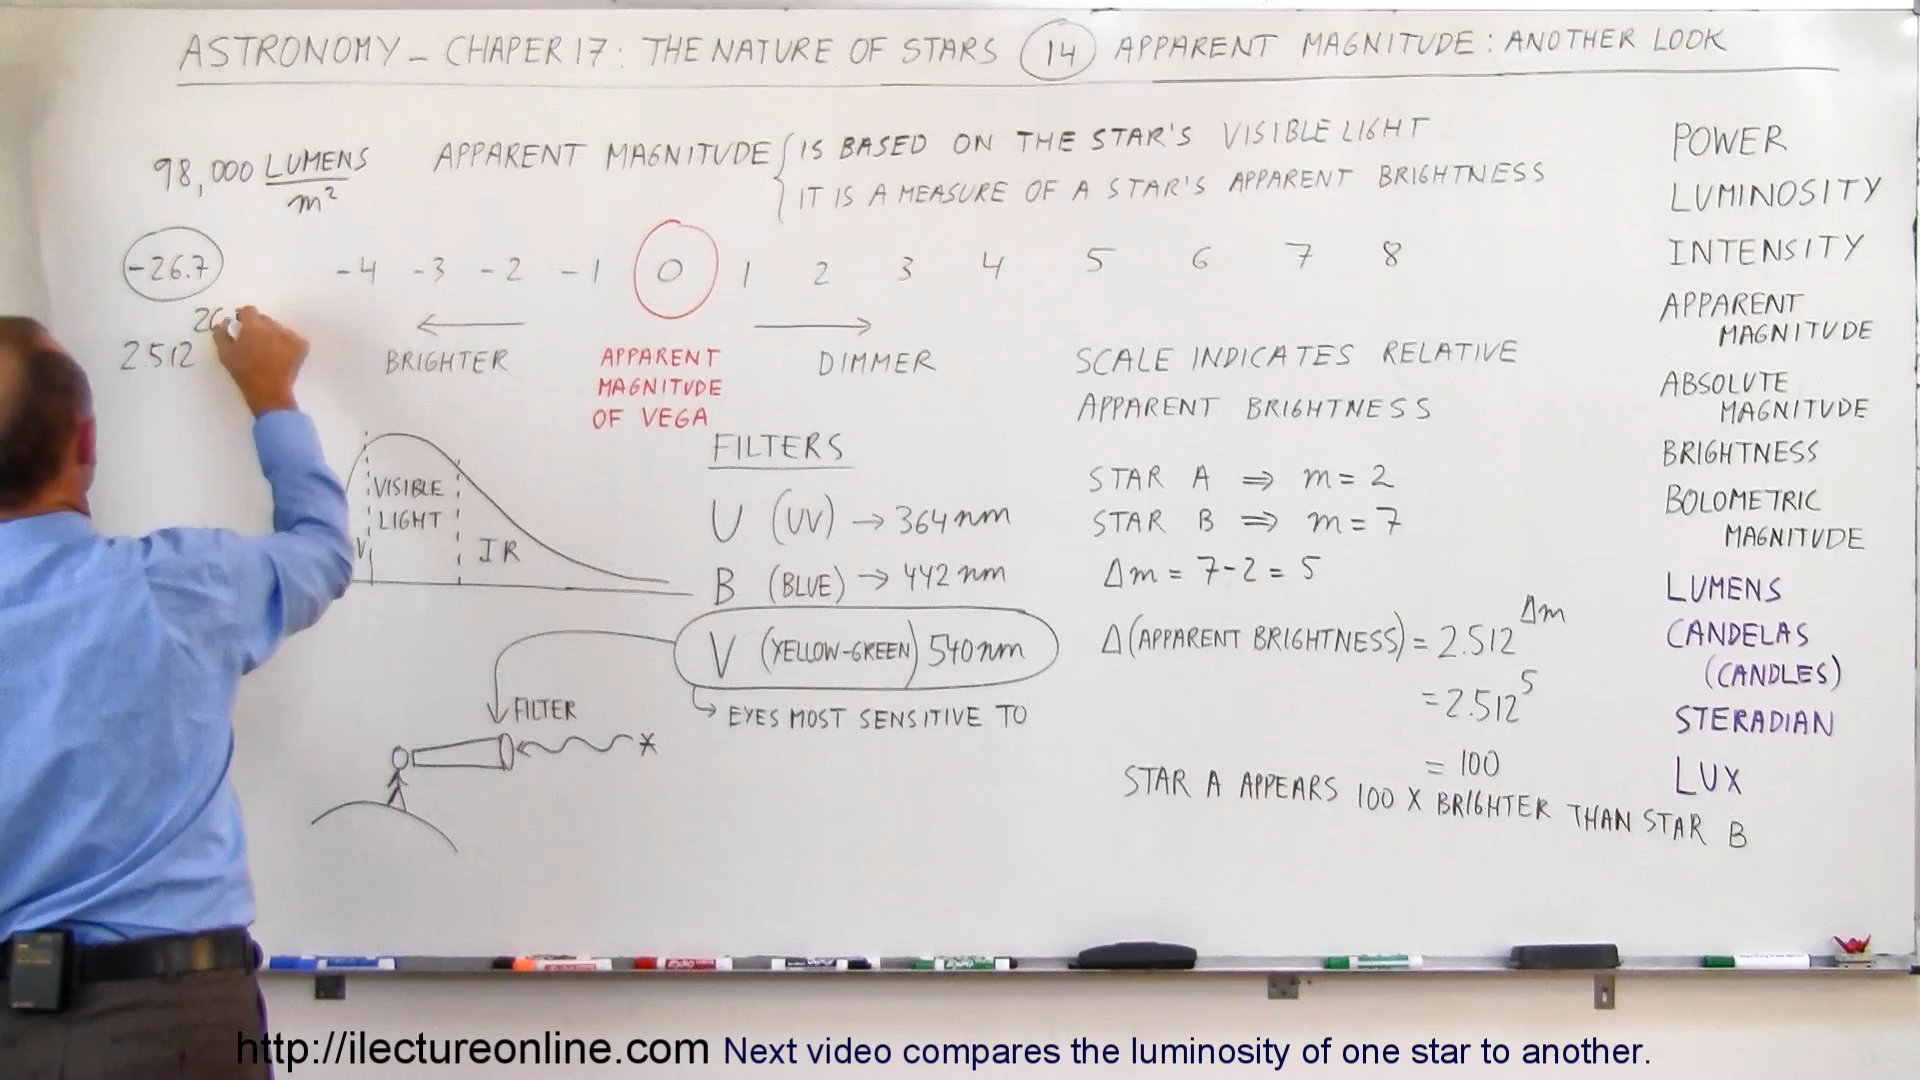 ASTRONOMY - CHAPER 17: THE NATURE OF STARS 14 APPARENT MAGNITUDE: ANOTHER LOOK
98,000 LUMENS
m²
APPARENT MAGNITUDE
IS BASED ON THE STAR'S VISIBLE LIGHT
IT IS A MEASURE OF A STAR'S APPARENT BRIGHTNESS
-26.7 -4 -3 -2 -1 0 1 2 3 4 5 6 7 8
2.512
BRIGHTER
APPARENT
MAGNITUDE
OF VEGA
DIMMER
VISIBLE
LIGHT
IR
FILTERS
U (UV) → 364 nm
B (BLUE) → 442 nm
V (YELLOW-GREEN) 540 nm
EYES MOST SENSITIVE TO
FILTER
SCALE INDICATES RELATIVE
APPARENT BRIGHTNESS
STAR A ⇒ m = 2
STAR B ⇒ m = 7
Δm = 7-2 = 5
Δ(APPARENT BRIGHTNESS) = 2.512^Δm
= 2.512^5
= 100
STAR A APPEARS 100 X BRIGHTER THAN STAR B
POWER
LUMINOSITY
INTENSITY
APPARENT
MAGNITUDE
ABSOLUTE
MAGNITUDE
BRIGHTNESS
BOLOMETRIC
MAGNITUDE
LUMENS
CANDELAS
(CANDLES)
STERADIAN
LUX
http://ilectureonline.com Next video compares the luminosity of one star to another.